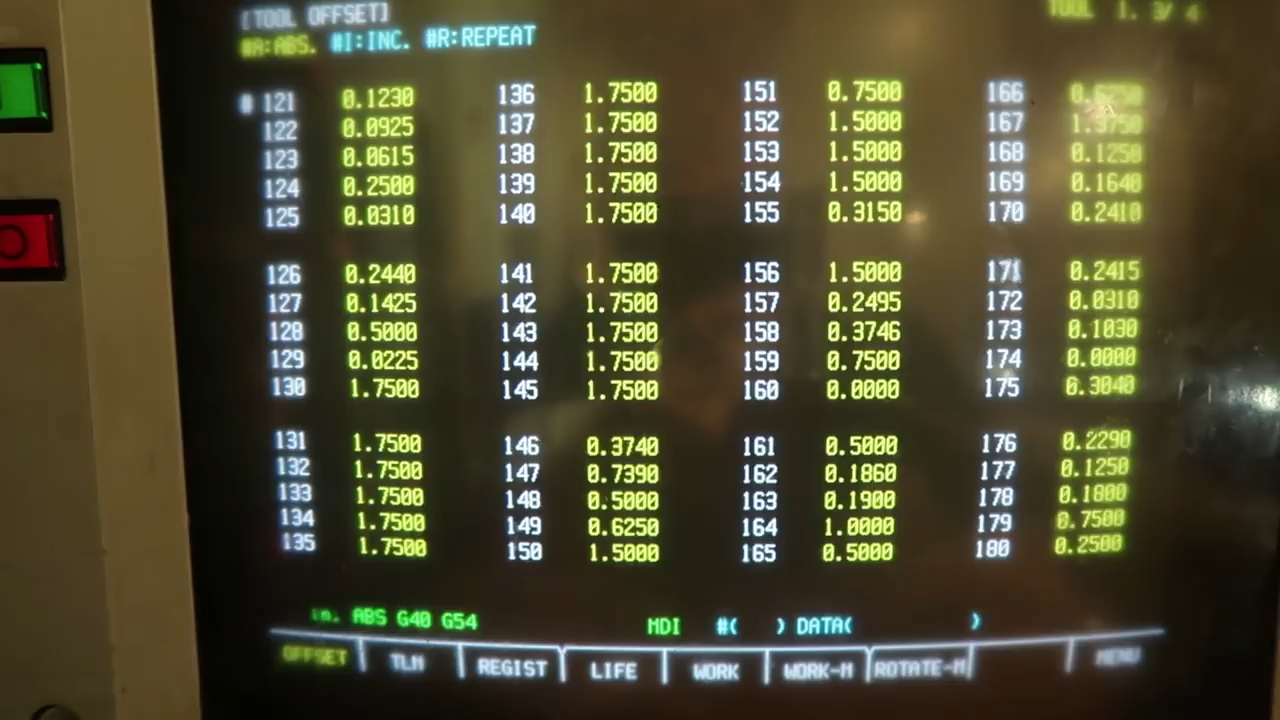 [TOOL OFFSET] TOOL 1. 3/ 4
#A:ABS. #I:INC. #R:REPEAT
121 0.1230 136 1.7500 151 0.7500 166 0.6250
122 0.0925 137 1.7500 152 1.5000 167 1.3750
123 0.0615 138 1.7500 153 1.5000 168 0.1250
124 0.2500 139 1.7500 154 1.5000 169 0.1640
125 0.0310 140 1.7500 155 0.3150 170 0.2410
126 0.2440 141 1.7500 156 1.5000 171 0.2415
127 0.1425 142 1.7500 157 0.2495 172 0.0310
128 0.5000 143 1.7500 158 0.3746 173 0.1030
129 0.0225 144 1.7500 159 0.7500 174 0.0000
130 1.7500 145 1.7500 160 0.0000 175 6.3040
131 1.7500 146 0.3740 161 0.5000 176 0.2290
132 1.7500 147 0.7390 162 0.1860 177 0.1250
133 1.7500 148 0.5000 163 0.1900 178 0.1800
134 1.7500 149 0.6250 164 1.0000 179 0.7500
135 1.7500 150 1.5000 165 0.5000 180 0.2500
in. ABS G40 G54 MDI #( ) DATA( )
OFFSET TLM REGIST LIFE WORK WORK-M ROTATE-M MENU